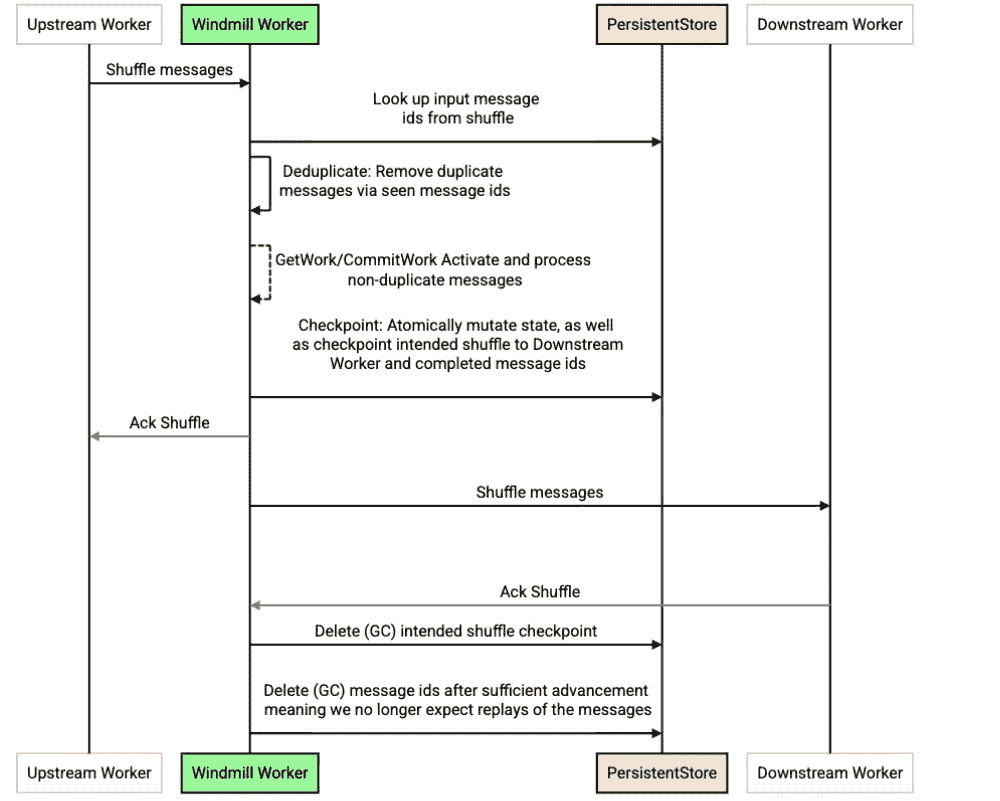 Upstream Worker
Windmill Worker
PersistentStore
Downstream Worker
Shuffle messages
Look up input message
ids from shuffle
Deduplicate: Remove duplicate
messages via seen message ids
GetWork/CommitWork Activate and process
non-duplicate messages
Checkpoint: Atomically mutate state, as well
as checkpoint intended shuffle to Downstream
Worker and completed message ids
Ack Shuffle
Shuffle messages
Ack Shuffle
Delete (GC) intended shuffle checkpoint
Delete (GC) message ids after sufficient advancement
meaning we no longer expect replays of the messages
Upstream Worker
Windmill Worker
PersistentStore
Downstream Worker